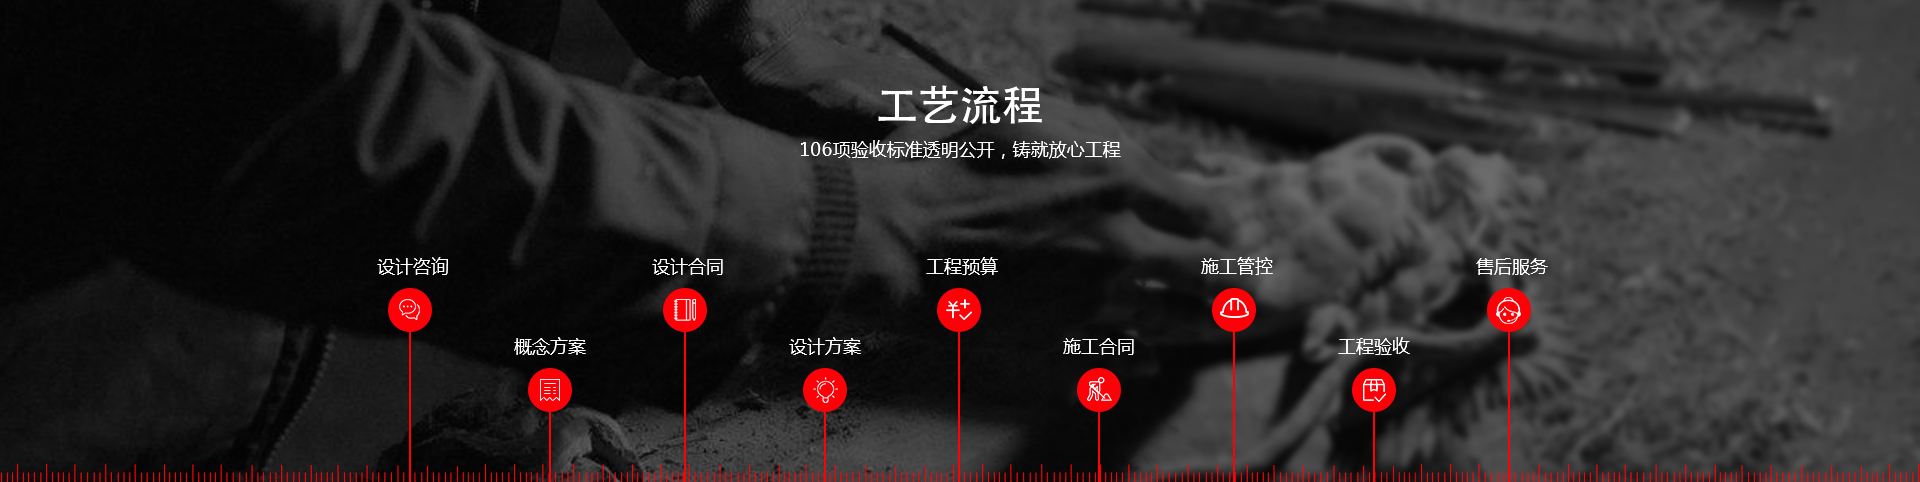 工艺流程
106项验收标准透明公开，铸就放心工程
设计咨询
概念方案
设计合同
设计方案
工程预算
施工合同
施工管控
工程验收
售后服务